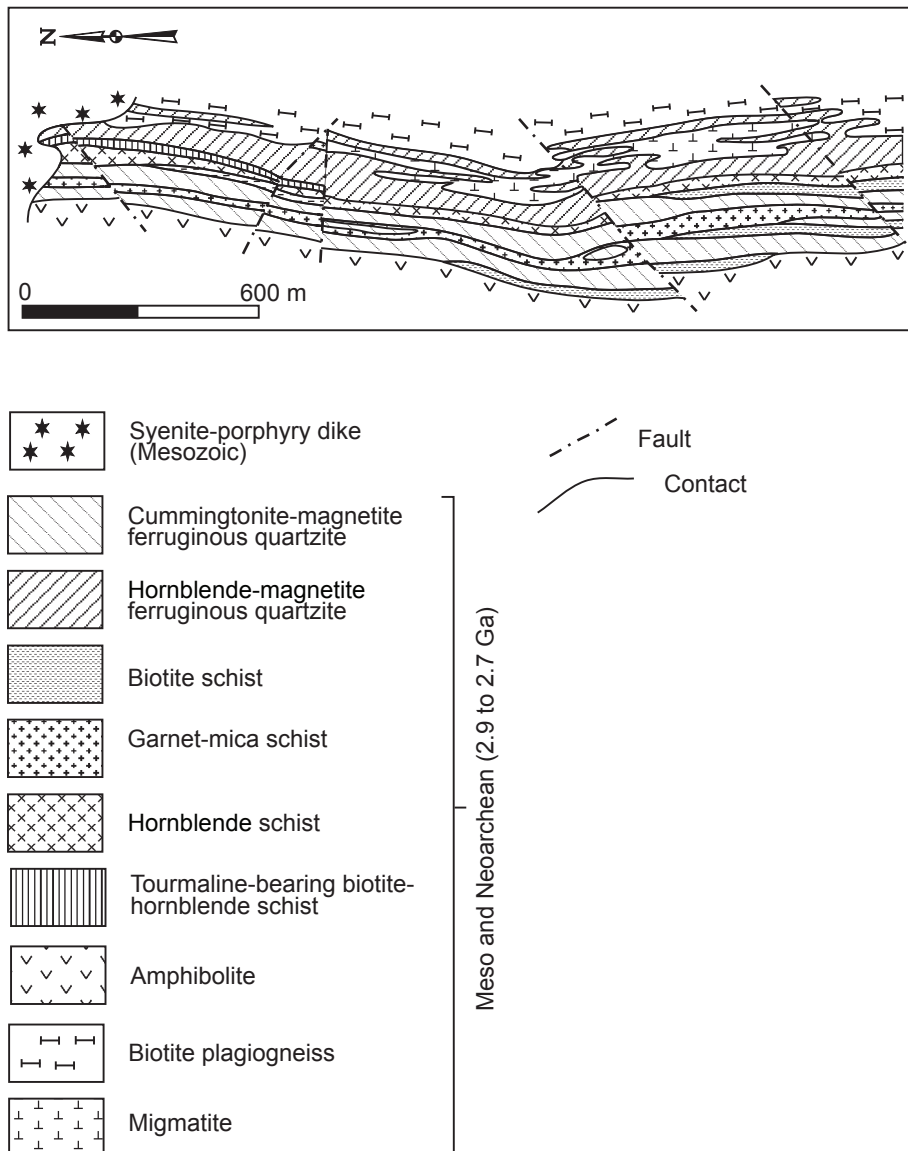 N
0
600 m
Syenite-porphyry dike
(Mesozoic)
Cummingtonite-magnetite
ferruginous quartzite
Hornblende-magnetite
ferruginous quartzite
Biotite schist
Garnet-mica schist
Hornblende schist
Tourmaline-bearing biotite-
hornblende schist
Amphibolite
Biotite plagiogneiss
Migmatite
Meso and Neoarchean (2.9 to 2.7 Ga)
Fault
Contact